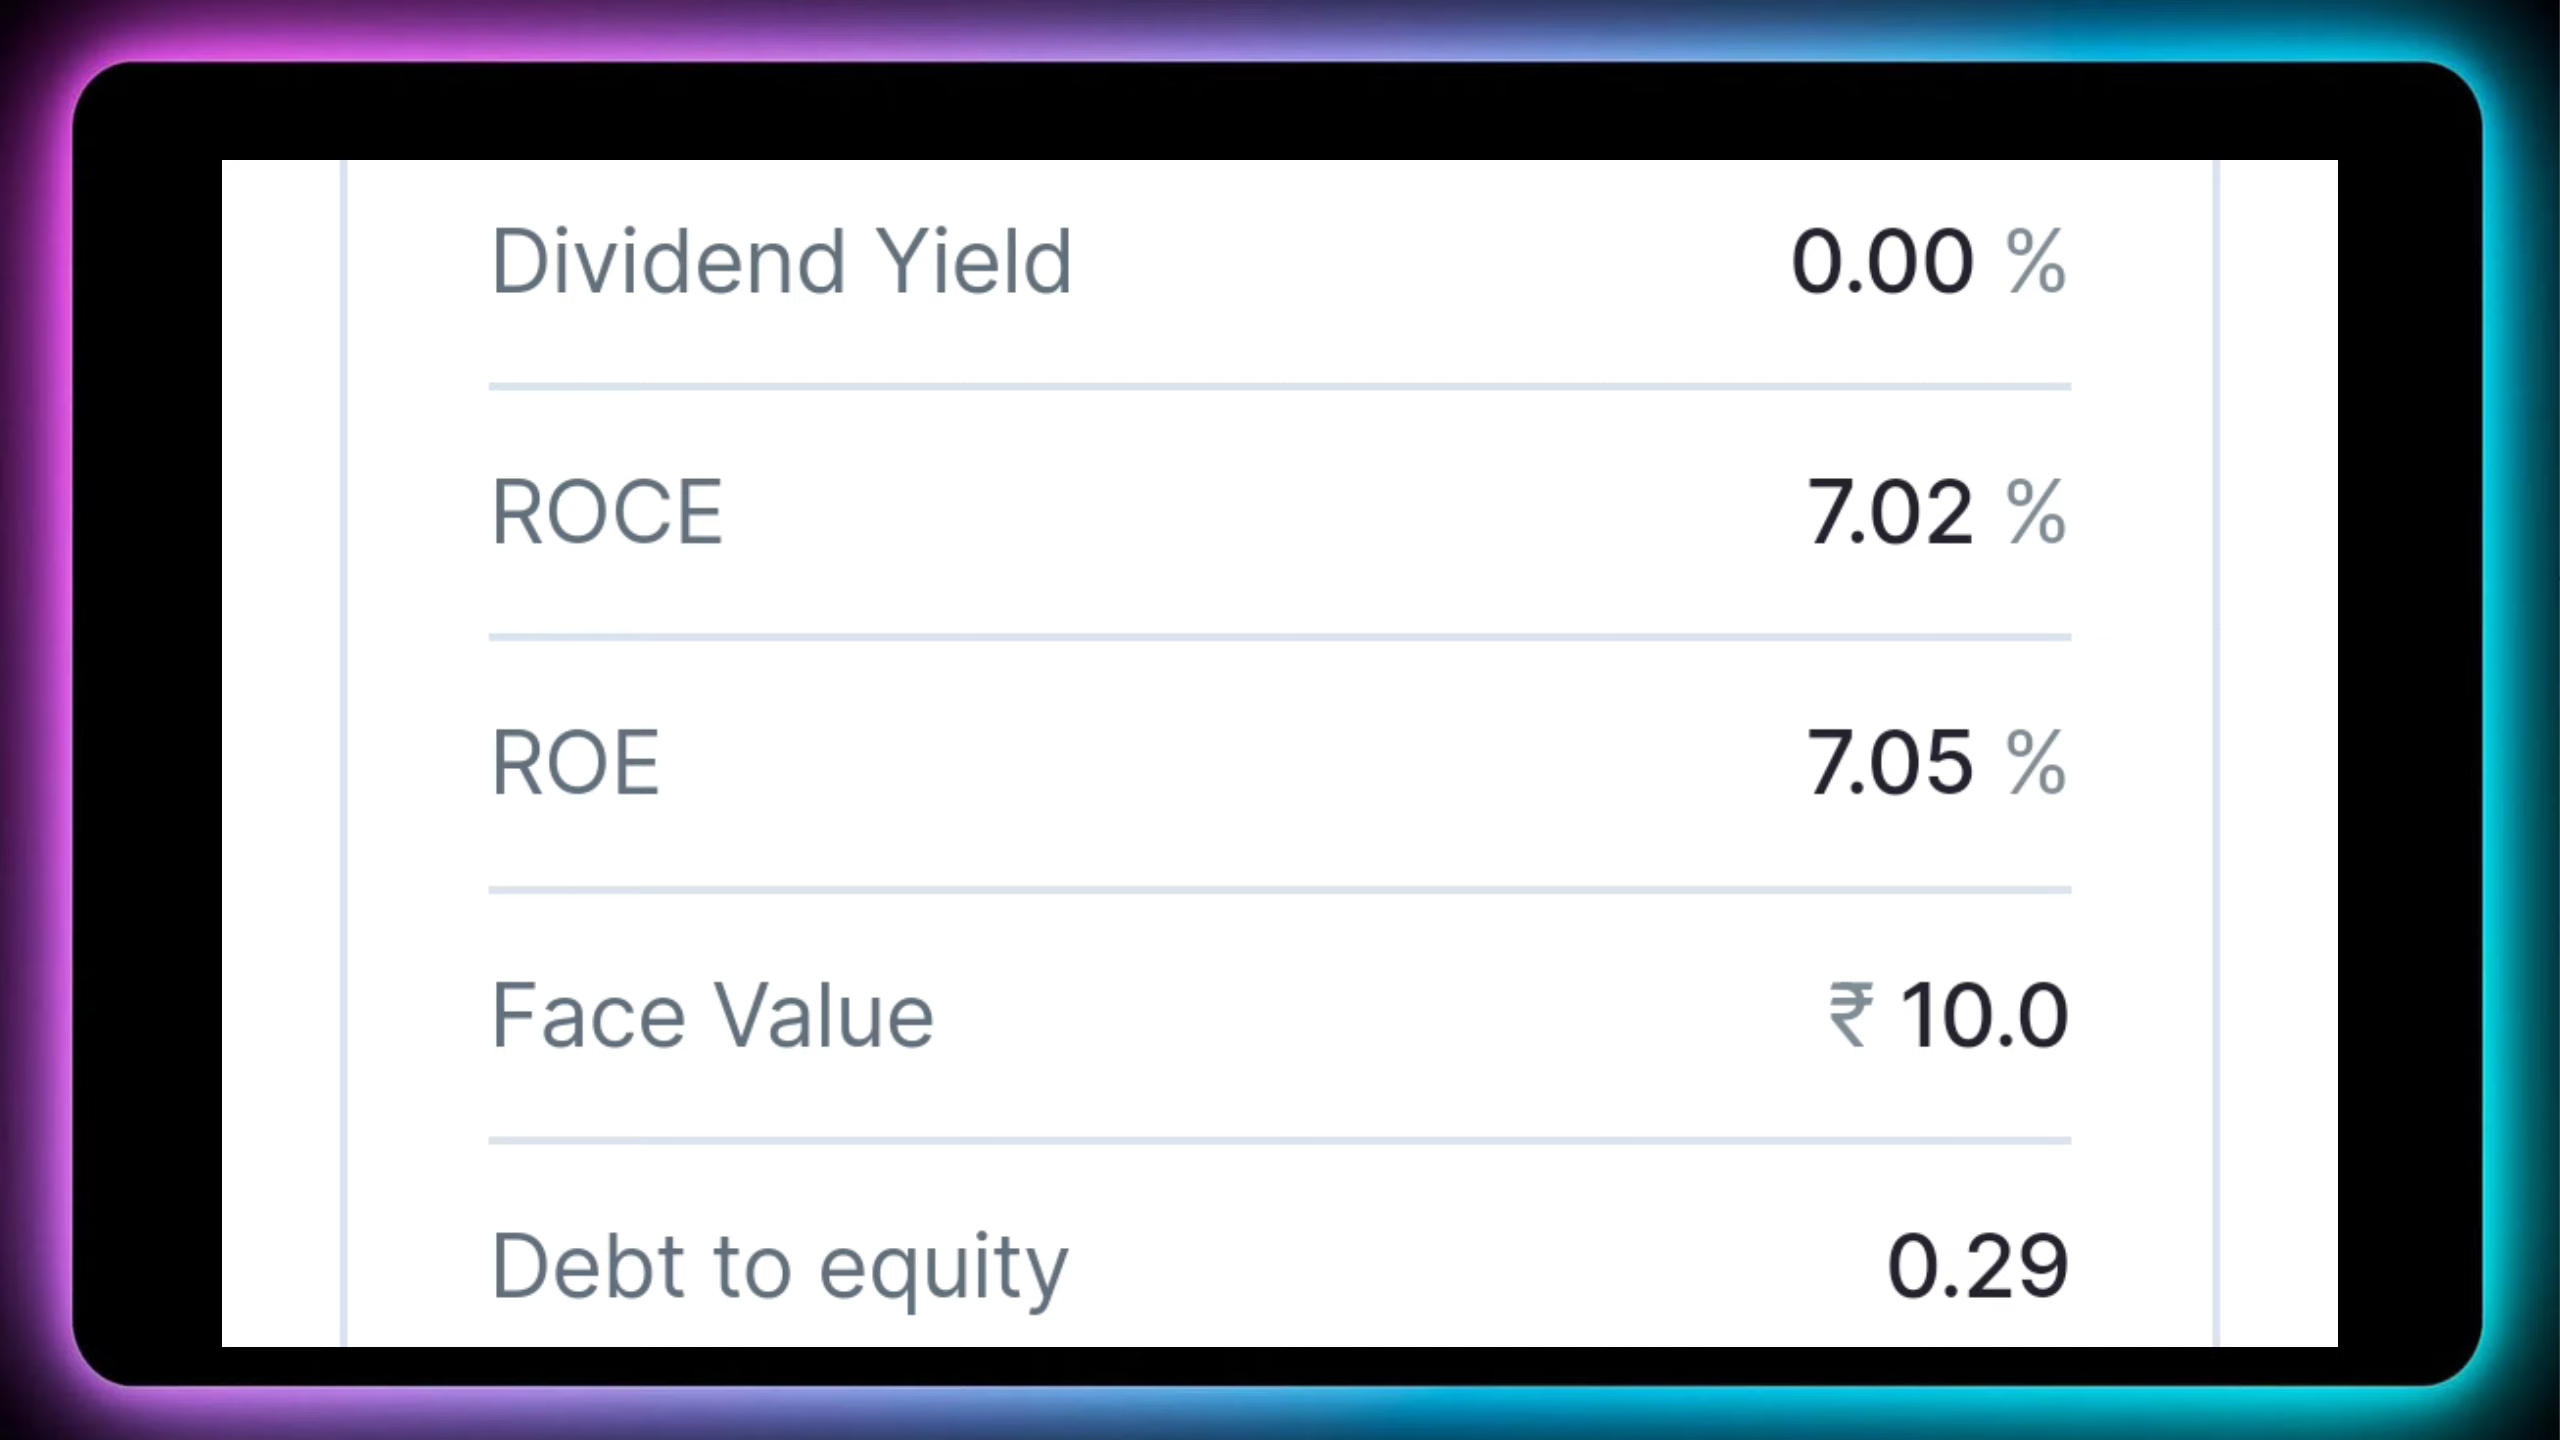 Dividend Yield 0.00 %
ROCE 7.02 %
ROE 7.05 %
Face Value ₹ 10.0
Debt to equity 0.29